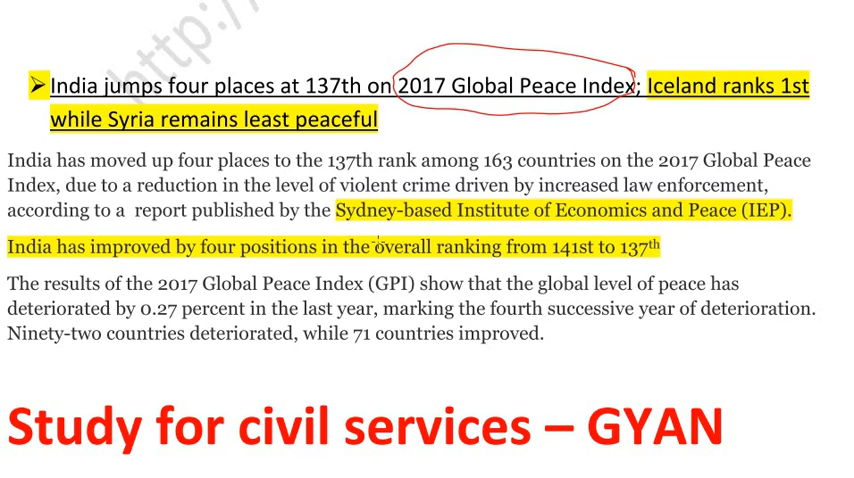 http:/
➢ India jumps four places at 137th on 2017 Global Peace Index; Iceland ranks 1st
while Syria remains least peaceful
India has moved up four places to the 137th rank among 163 countries on the 2017 Global Peace
Index, due to a reduction in the level of violent crime driven by increased law enforcement,
according to a report published by the Sydney-based Institute of Economics and Peace (IEP).
India has improved by four positions in the overall ranking from 141st to 137th
The results of the 2017 Global Peace Index (GPI) show that the global level of peace has
deteriorated by 0.27 percent in the last year, marking the fourth successive year of deterioration.
Ninety-two countries deteriorated, while 71 countries improved.
Study for civil services – GYAN